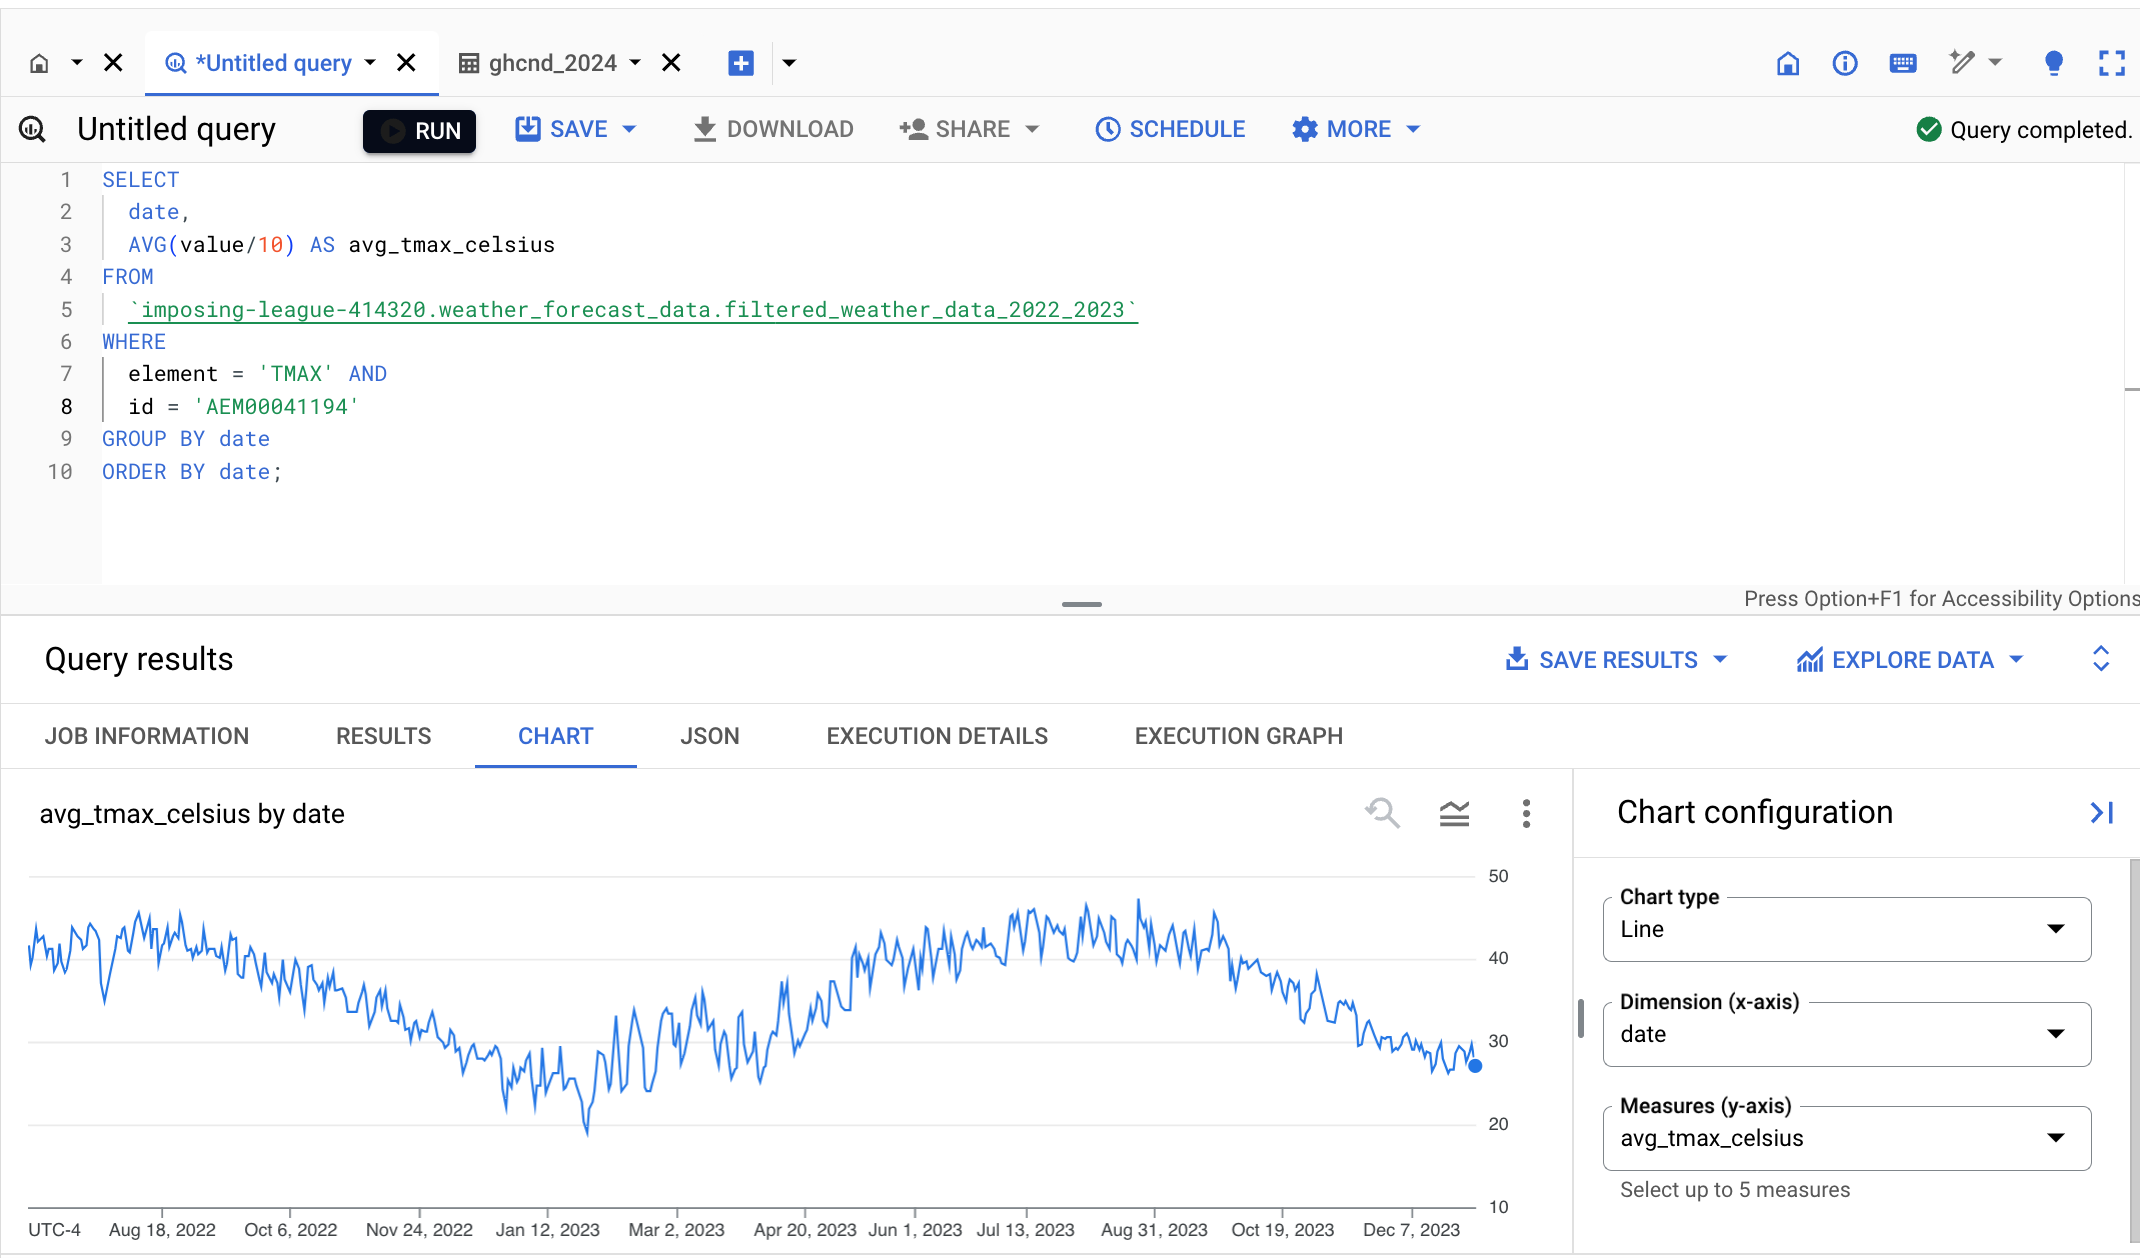 *Untitled query
ghcnd_2024
Untitled query
RUN
SAVE
DOWNLOAD
SHARE
SCHEDULE
MORE
Query completed.
1 SELECT
2 date,
3 AVG(value/10) AS avg_tmax_celsius
4 FROM
5 `imposing-league-414320.weather_forecast_data.filtered_weather_data_2022_2023`
6 WHERE
7 element = 'TMAX' AND
8 id = 'AEM00041194'
9 GROUP BY date
10 ORDER BY date;
Press Option+F1 for Accessibility Options
Query results
SAVE RESULTS
EXPLORE DATA
JOB INFORMATION
RESULTS
CHART
JSON
EXECUTION DETAILS
EXECUTION GRAPH
avg_tmax_celsius by date
50
40
30
20
10
UTC-4
Aug 18, 2022
Oct 6, 2022
Nov 24, 2022
Jan 12, 2023
Mar 2, 2023
Apr 20, 2023
Jun 1, 2023
Jul 13, 2023
Aug 31, 2023
Oct 19, 2023
Dec 7, 2023
Chart configuration
Chart type
Line
Dimension (x-axis)
date
Measures (y-axis)
avg_tmax_celsius
Select up to 5 measures